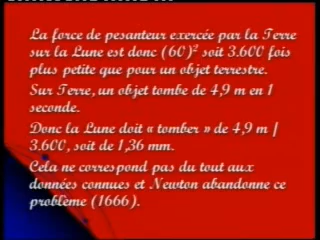 La force de pesanteur exercée par la Terre
sur la Lune est donc (60)² soit 3.600 fois
plus petite que pour un objet terrestre.
Sur Terre, un objet tombe de 4,9 m en 1
seconde.
Donc la Lune doit « tomber » de 4,9 m /
3.600, soit de 1,36 mm.
Cela ne correspond pas du tout aux
données connues et Newton abandonne ce
problème (1666).